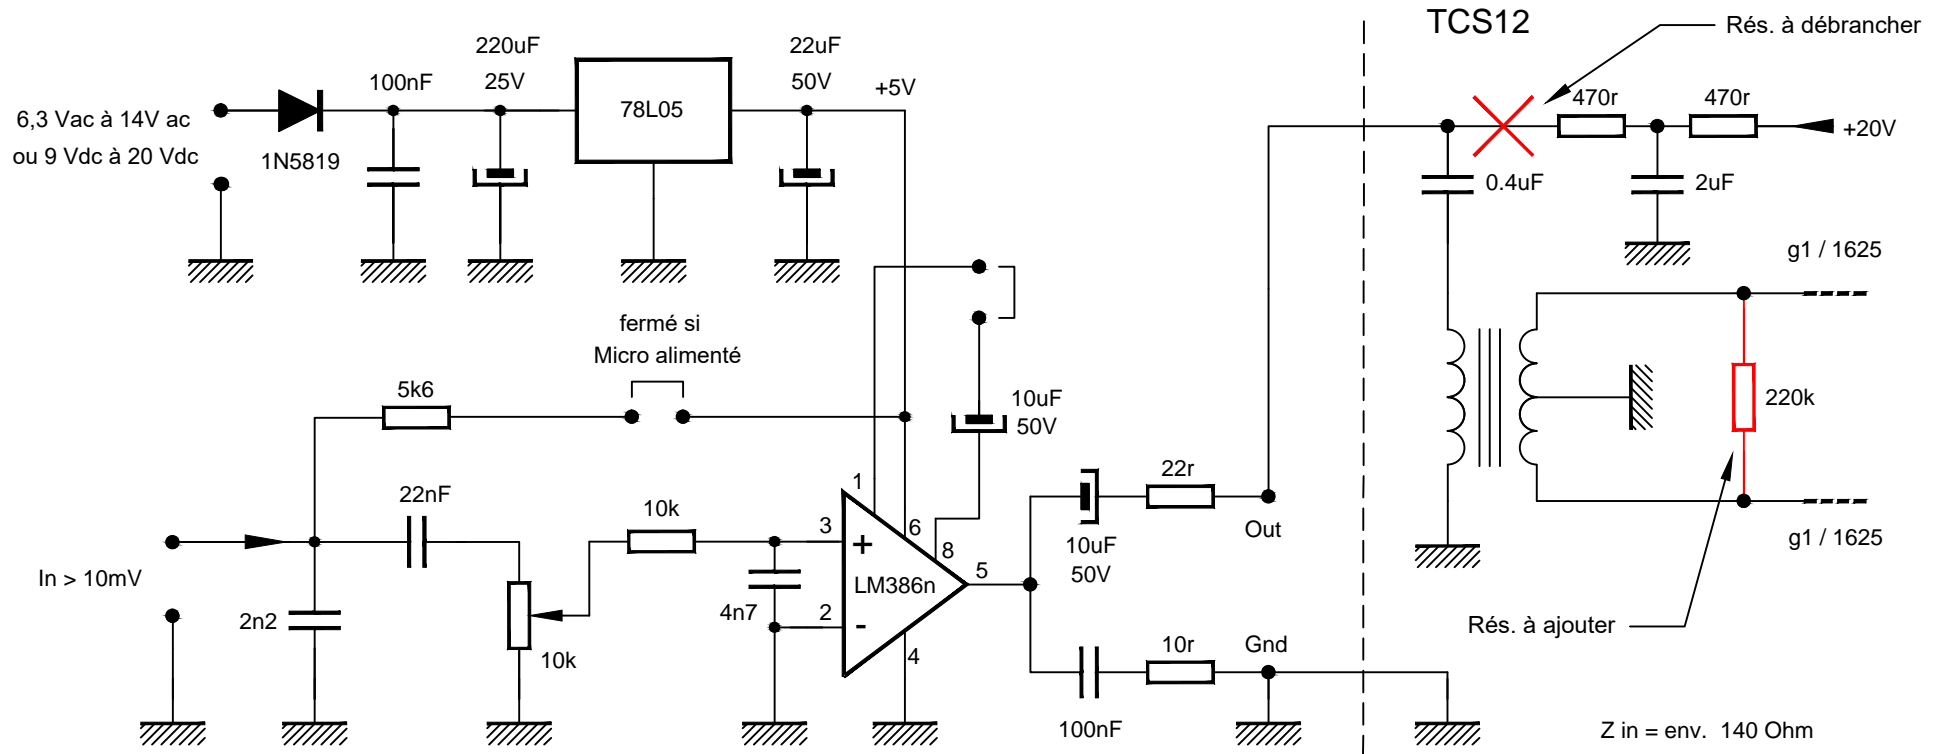 TCS12
Rés. à débrancher
220uF
25V
22uF
50V
100nF
+5V
78L05
470r
470r
+20V
6,3 Vac à 14V ac
ou 9 Vdc à 20 Vdc
1N5819
0.4uF
2uF
g1 / 1625
fermé si
Micro alimenté
5k6
10uF
50V
220k
1
22nF
10k
22r
3
+
6
8
Out
5
10uF
50V
g1 / 1625
In > 10mV
LM386n
2n2
4n7
2
-
Rés. à ajouter
10k
4
10r
Gnd
100nF
Z in = env. 140 Ohm